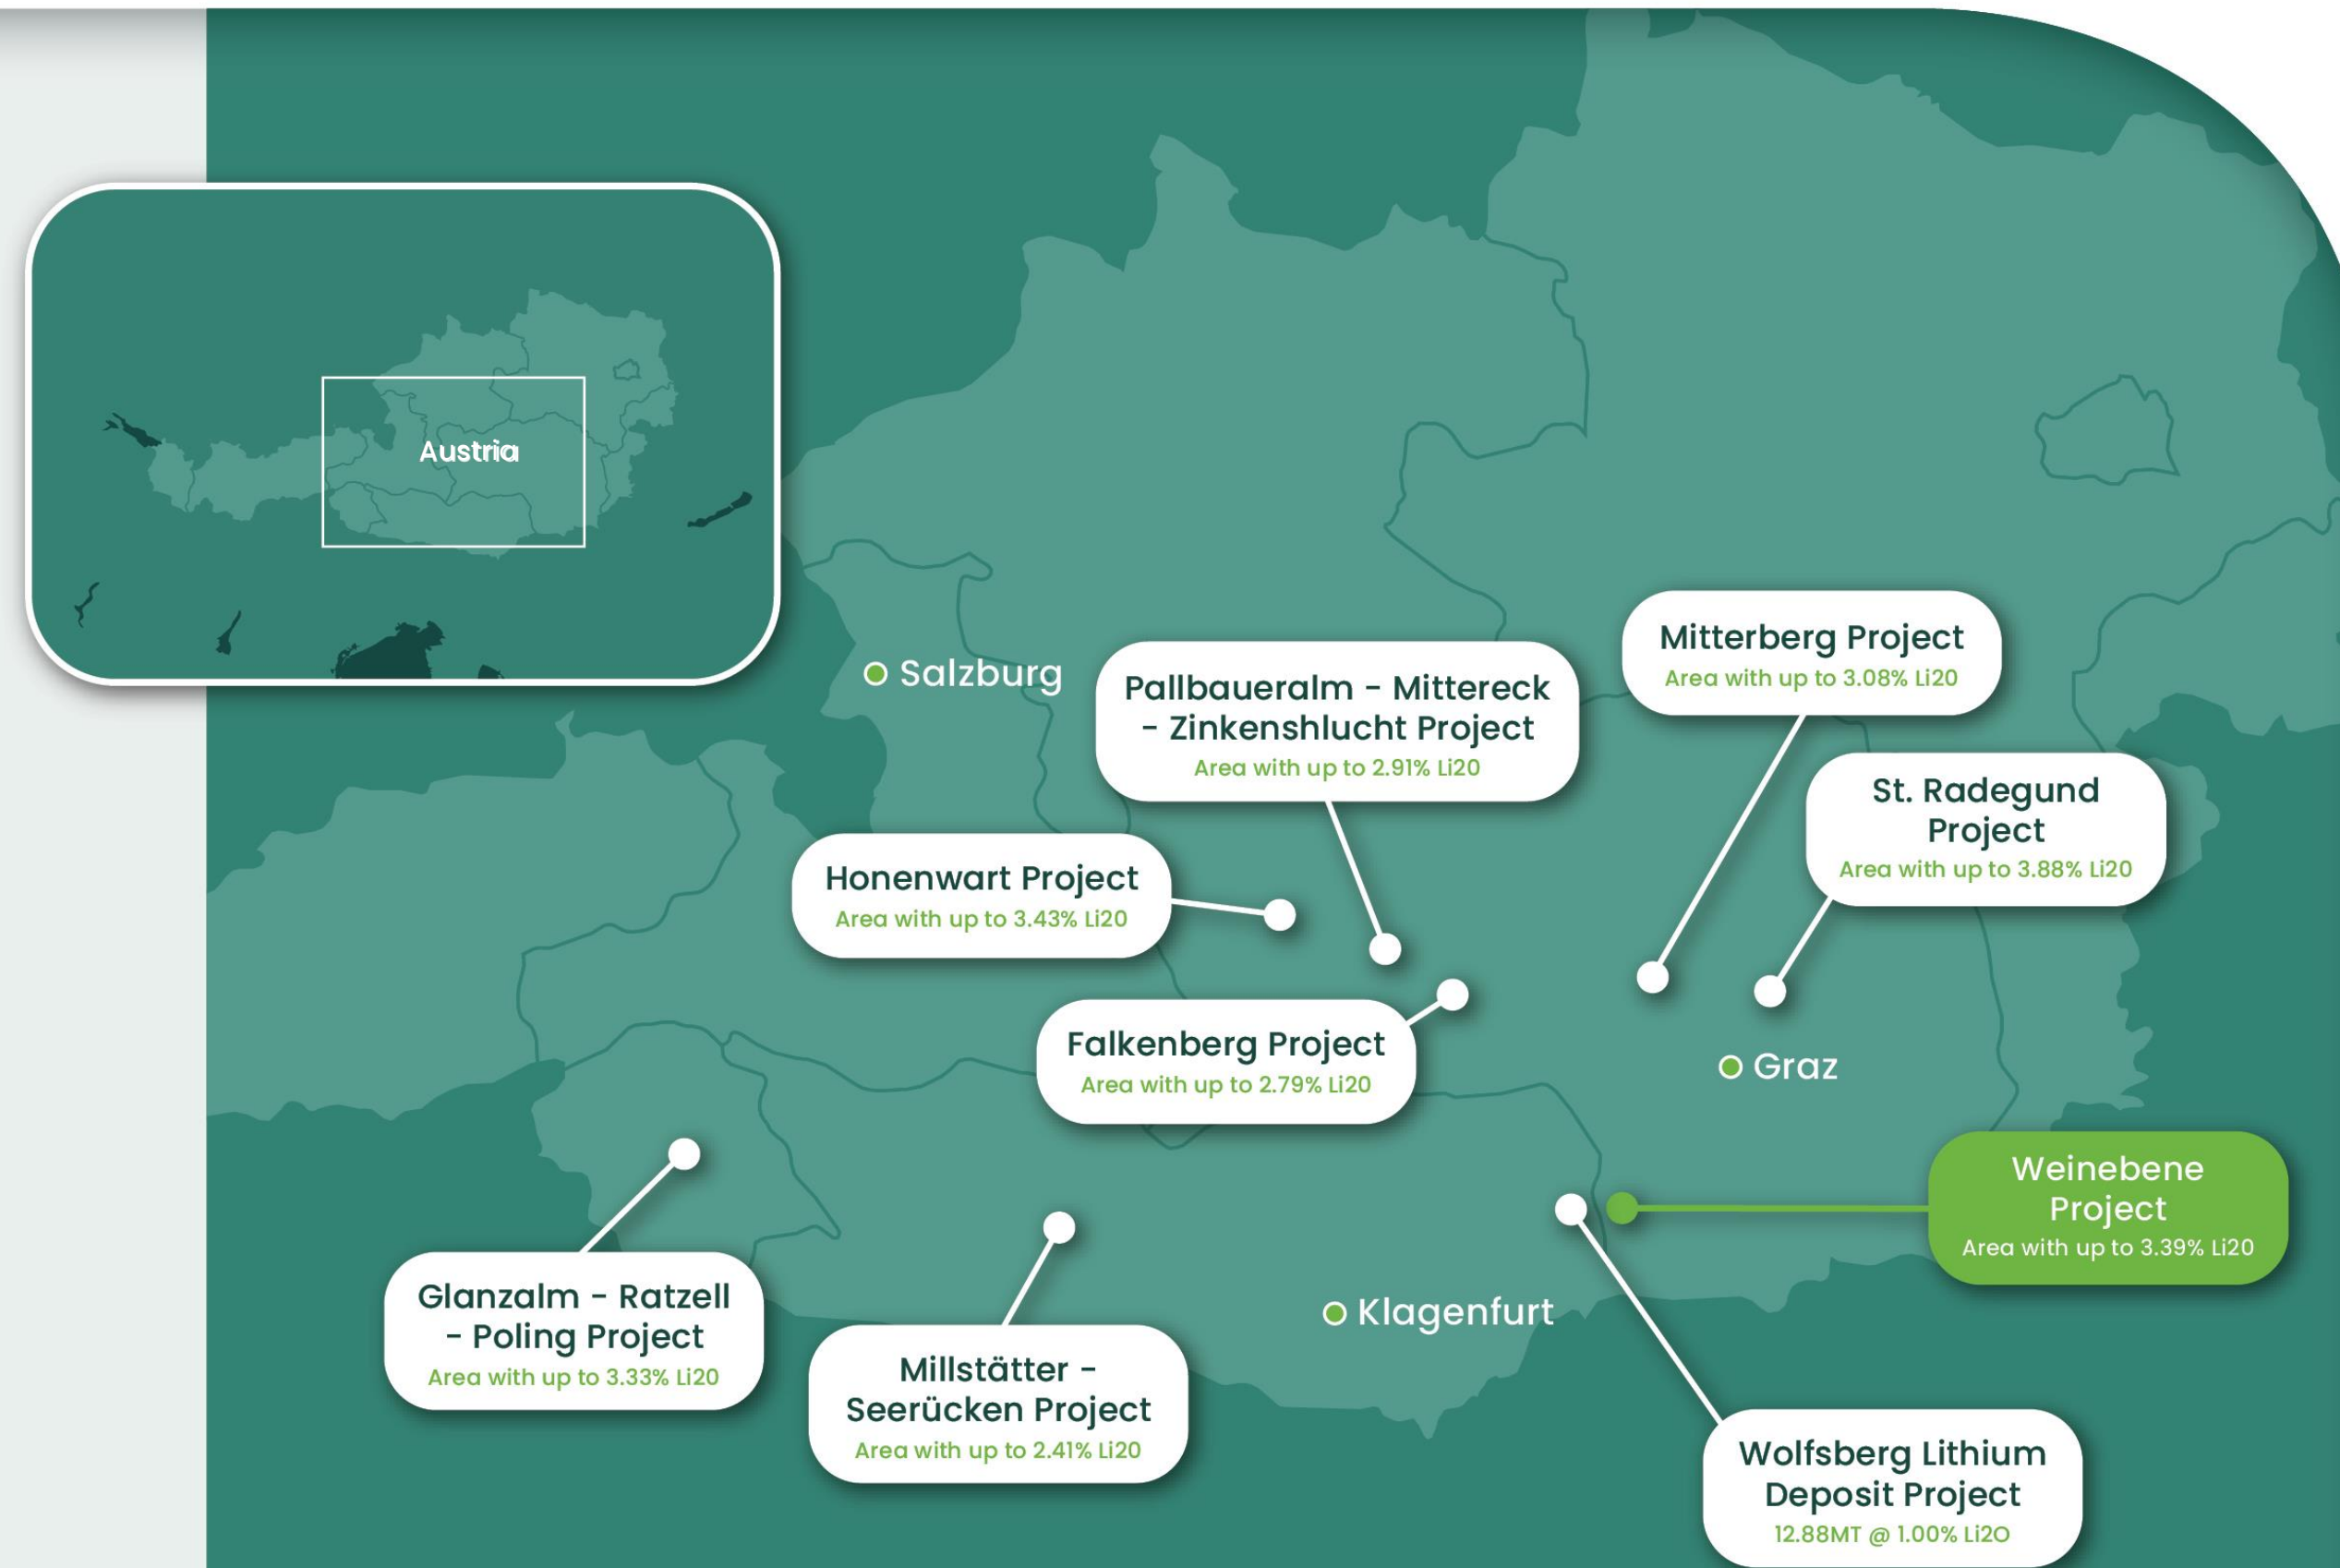 Austria
Salzburg
Pallbaueralm - Mittereck
- Zinkenshlucht Project
Area with up to 2.91% Li20
Mitterberg Project
Area with up to 3.08% Li20
St. Radegund
Project
Area with up to 3.88% Li20
Honenwart Project
Area with up to 3.43% Li20
Falkenberg Project
Area with up to 2.79% Li20
Graz
Weinebene
Project
Area with up to 3.39% Li20
Glanzalm - Ratzell
- Poling Project
Area with up to 3.33% Li20
Millstätter -
Seerücken Project
Area with up to 2.41% Li20
Klagenfurt
Wolfsberg Lithium
Deposit Project
12.88MT @ 1.00% Li2O